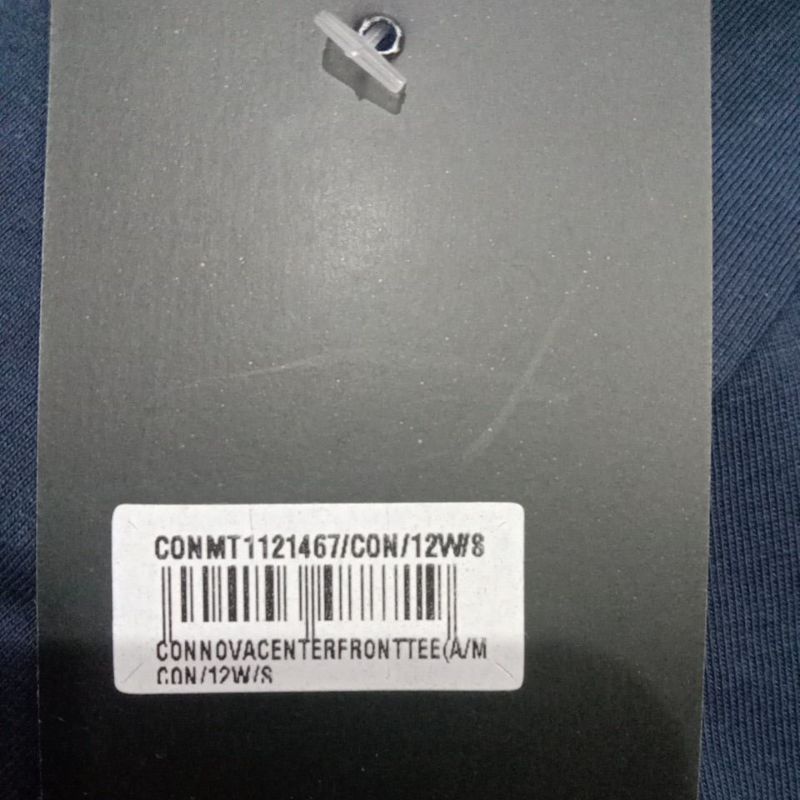 CONMT1121467/CON/12W/S
CONNOVACENTERFRONTTEE(A/M
CON/12W/S